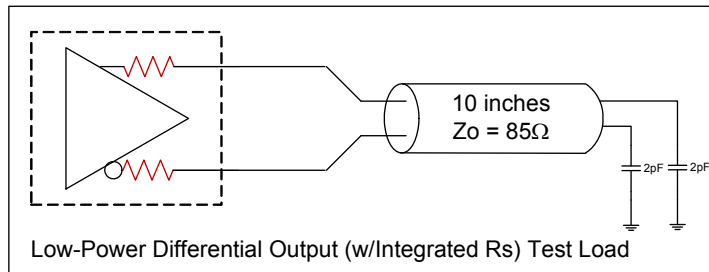 10 inches
Zo = 85Ω
2pF
2pF
Low-Power Differential Output (w/Integrated Rs) Test Load